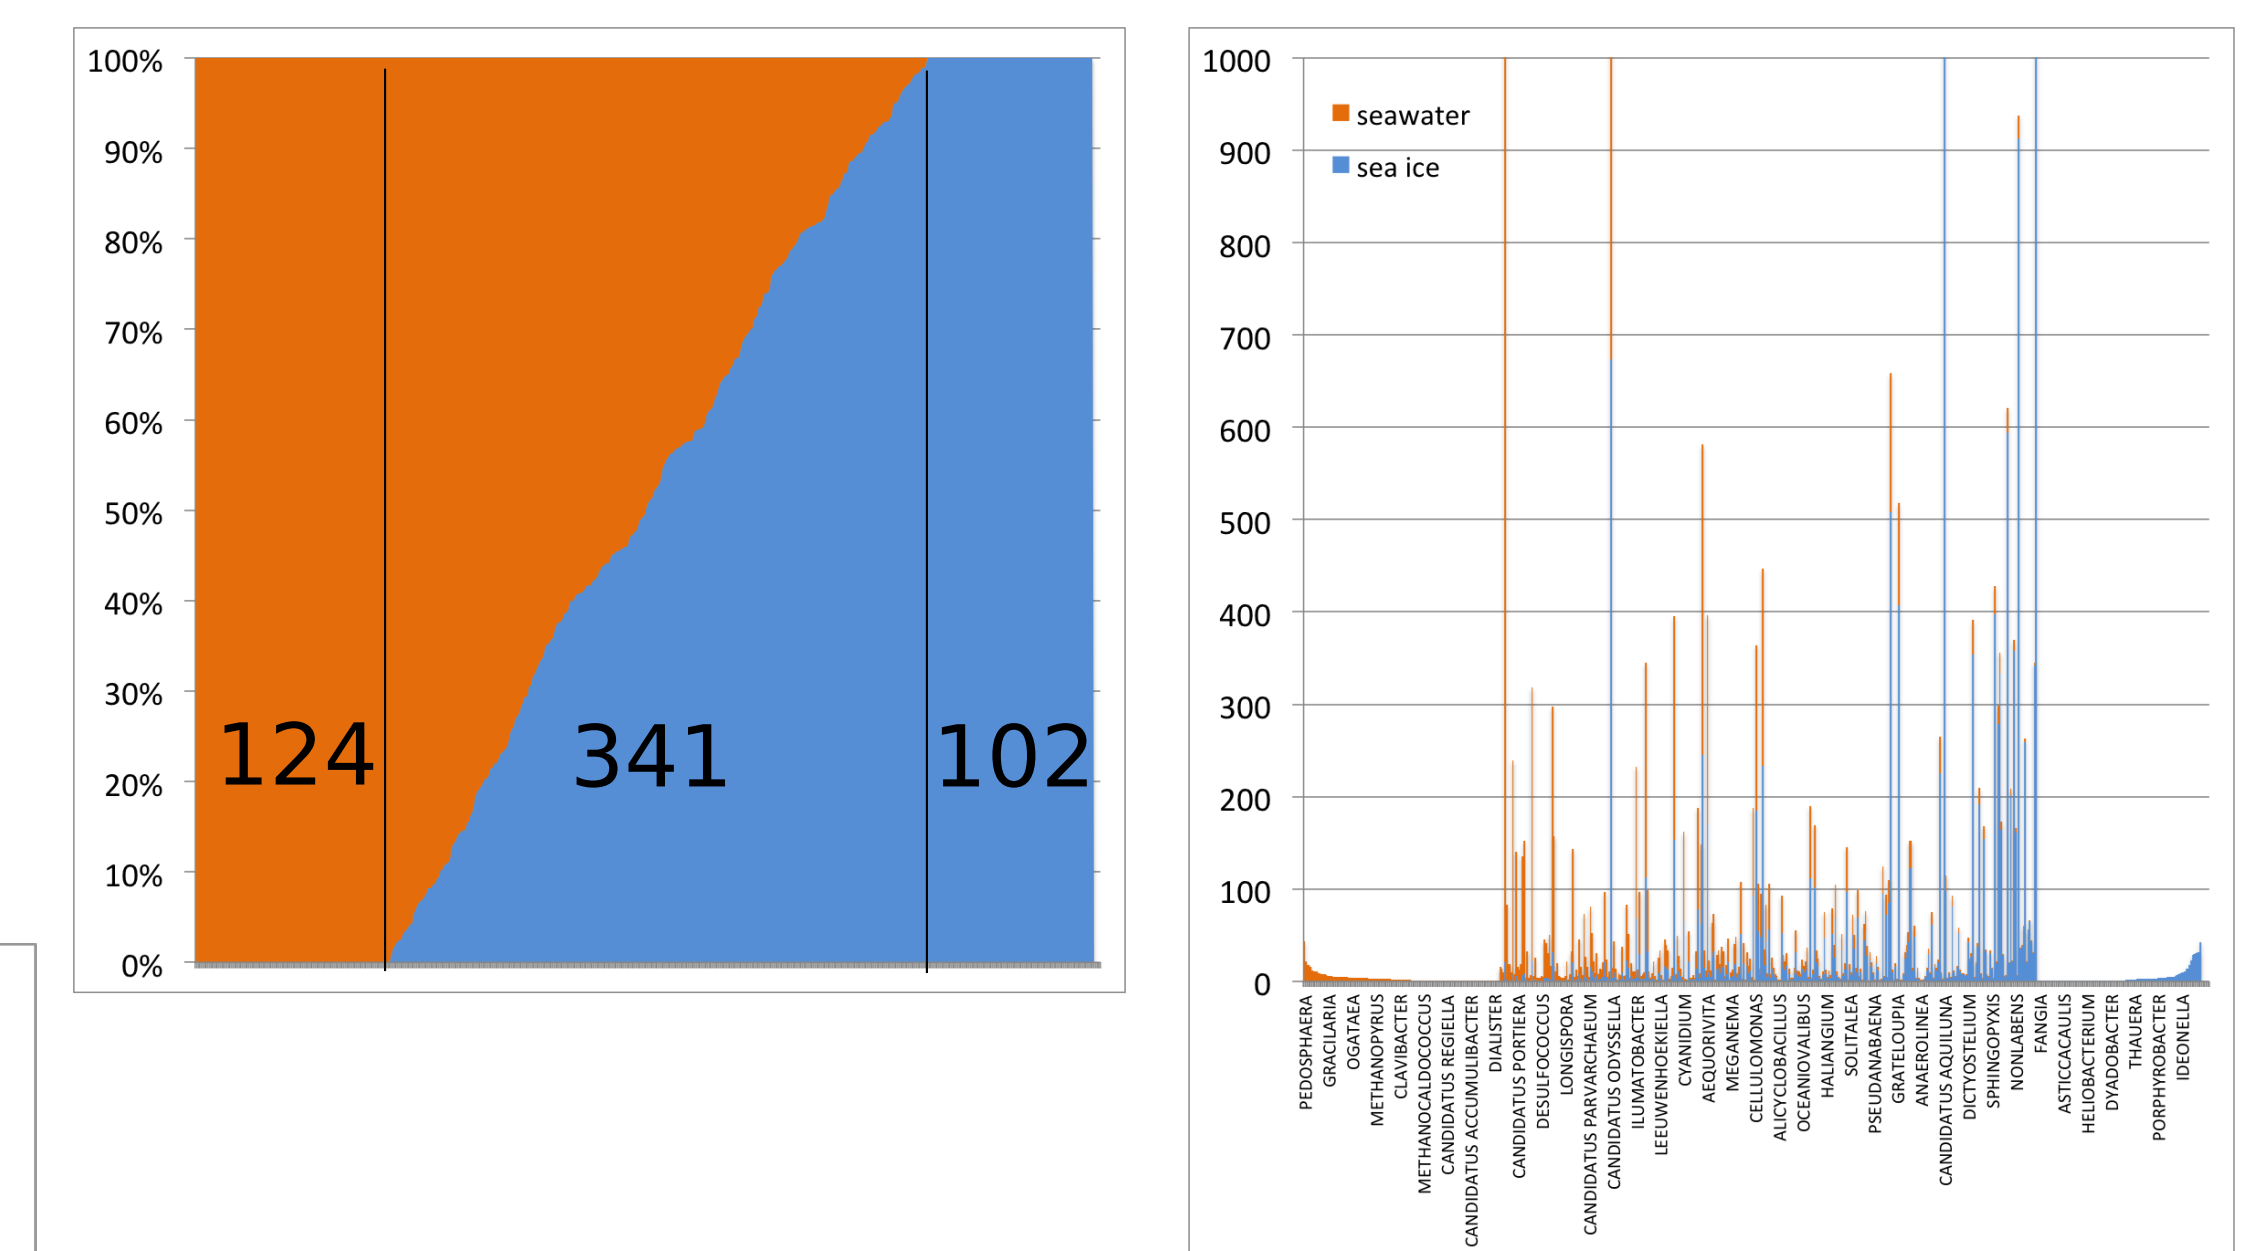 100%
90%
80%
70%
60%
50%
40%
30%
20%
10%
0%
124
341
102
1000
900
800
700
600
500
400
300
200
100
0
seawater
sea ice
PEDOSPHAERA
GRACILARIA
OGATAEA
METHANOPYRUS
CLAVIBACTER
METHANOCALDOCOCCUS
CANDIDATUS REGIELLA
CANDIDATUS ACCUMULIBACTER
DIALISTER
CANDIDATUS PORTIERA
DESULFOCOCCUS
LONGISPORA
CANDIDATUS PARVARCHAEUM
CANDIDATUS ODYSSELLA
ILUMATOBACTER
LEEUWENHOEKIELLA
CYANIDIUM
AEQUORIVITA
MEGANEMA
CELLULOMONAS
ALICYCLOBACILLUS
OCEANIOVALIBUS
HALIANGIUM
SOLITALEA
PSEUDANABAENA
GRATELOUPIA
ANAEROLINEA
CANDIDATUS AQUILUNA
DICTYOSTELIUM
SPHINGOPYXIS
NONLABENS
FANGIA
ASTICCACAULIS
HELIOBACTERIUM
DYADOBACTER
THAUERA
PORPHYROBACTER
IDEONELLA